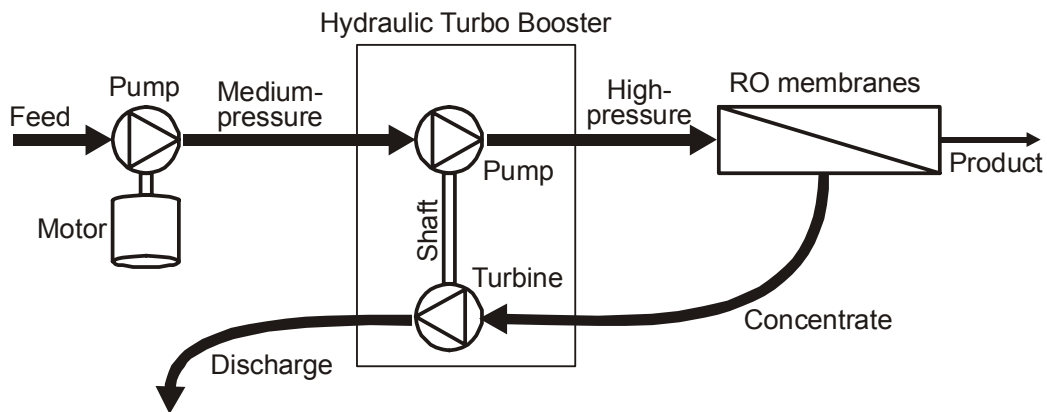 Hydraulic Turbo Booster
Pump
Feed
Medium-
pressure
High-
pressure
RO membranes
Pump
Product
Motor
Shaft
Turbine
Concentrate
Discharge